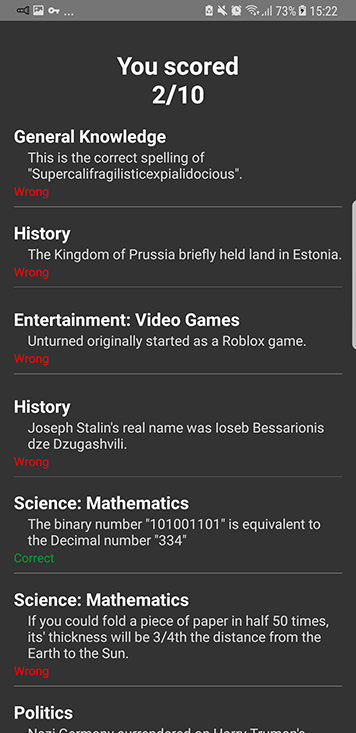 ... 73% 15:22
You scored
2/10
General Knowledge
This is the correct spelling of
"Supercalifragilisticexpialidocious".
Wrong
History
The Kingdom of Prussia briefly held land in Estonia.
Wrong
Entertainment: Video Games
Unturned originally started as a Roblox game.
Wrong
History
Joseph Stalin's real name was Ioseb Bessarionis
dze Dzugashvili.
Wrong
Science: Mathematics
The binary number "101001101" is equivalent to
the Decimal number "334"
Correct
Science: Mathematics
If you could fold a piece of paper in half 50 times,
its' thickness will be 3/4th the distance from the
Earth to the Sun.
Wrong
Politics
Nazi Germany surrendered on Harry Truman's